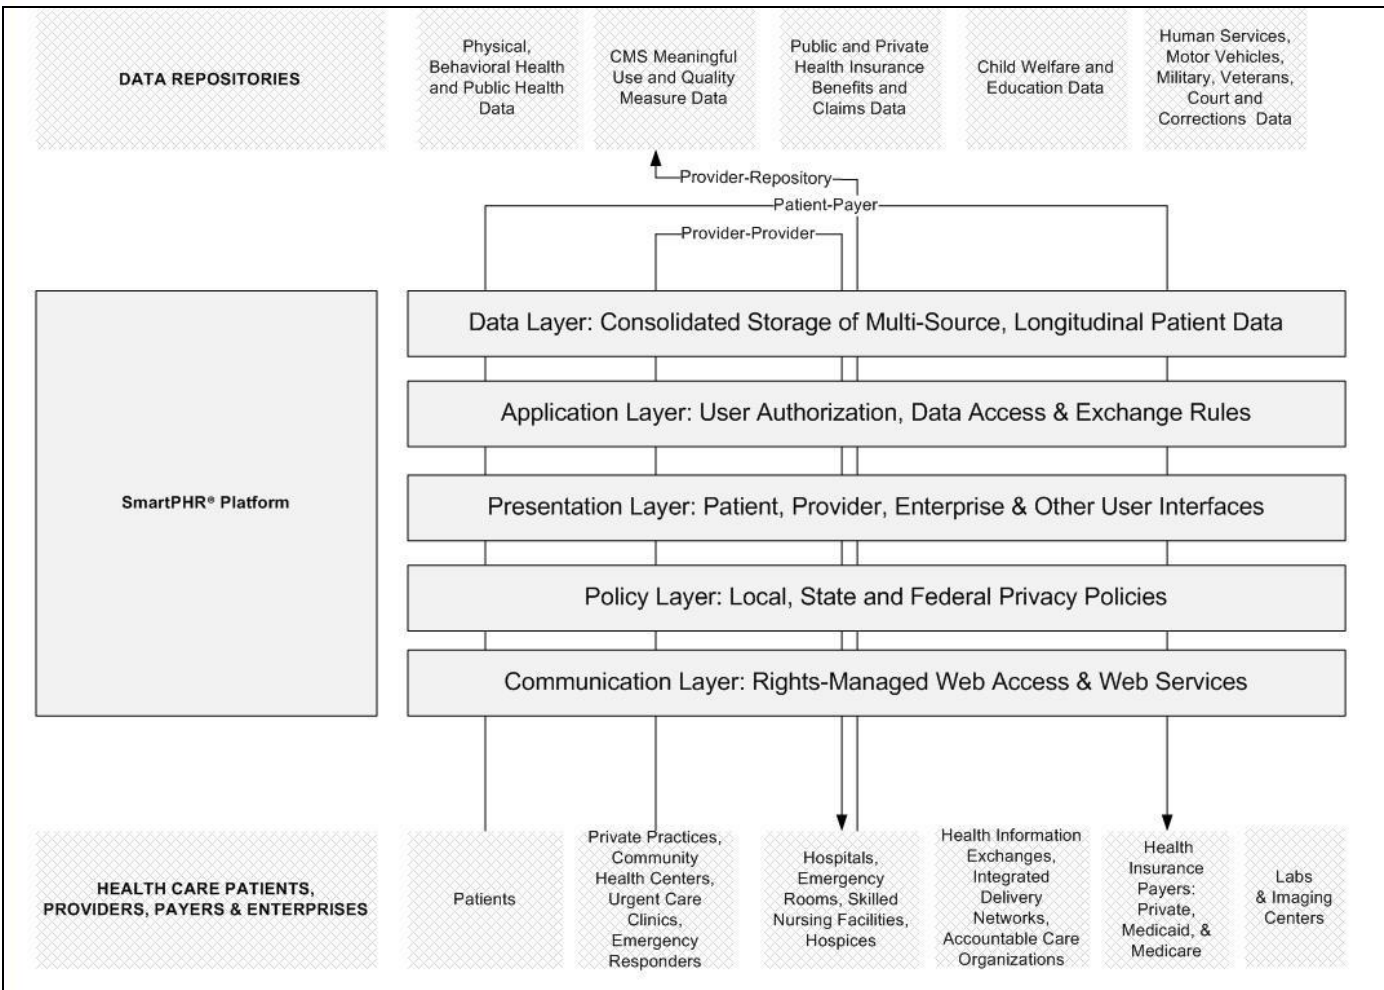 DATA REPOSITORIES
Physical,
Behavioral Health
and Public Health
Data
CMS Meaningful
Use and Quality
Measure Data
Public and Private
Health Insurance
Benefits and
Claims Data
Child Welfare and
Education Data
Human Services,
Motor Vehicles,
Military, Veterans,
Court and
Corrections Data
Provider-Repository
Patient-Payer
Provider-Provider
SmartPHR® Platform
Data Layer: Consolidated Storage of Multi-Source, Longitudinal Patient Data
Application Layer: User Authorization, Data Access & Exchange Rules
Presentation Layer: Patient, Provider, Enterprise & Other User Interfaces
Policy Layer: Local, State and Federal Privacy Policies
Communication Layer: Rights-Managed Web Access & Web Services
HEALTH CARE PATIENTS,
PROVIDERS, PAYERS & ENTERPRISES
Patients
Private Practices,
Community
Health Centers,
Urgent Care
Clinics,
Emergency
Responders
Hospitals,
Emergency
Rooms, Skilled
Nursing Facilities,
Hospices
Health Information
Exchanges,
Integrated
Delivery
Networks,
Accountable Care
Organizations
Health
Insurance
Payers:
Private,
Medicaid, &
Medicare
Labs
& Imaging
Centers